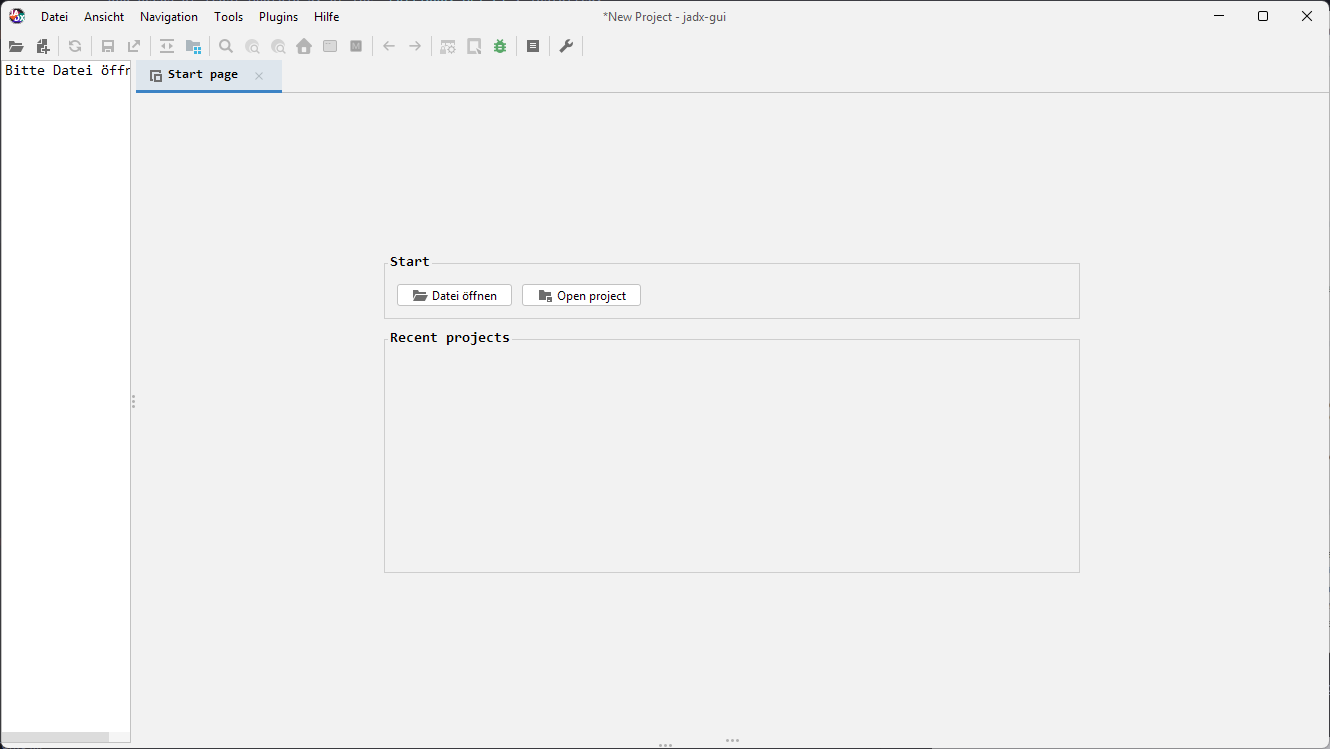 Datei Ansicht Navigation Tools Plugins Hilfe *New Project - jadx-gui
Bitte Datei öffn
Start page
Start
Datei öffnen Open project
Recent projects